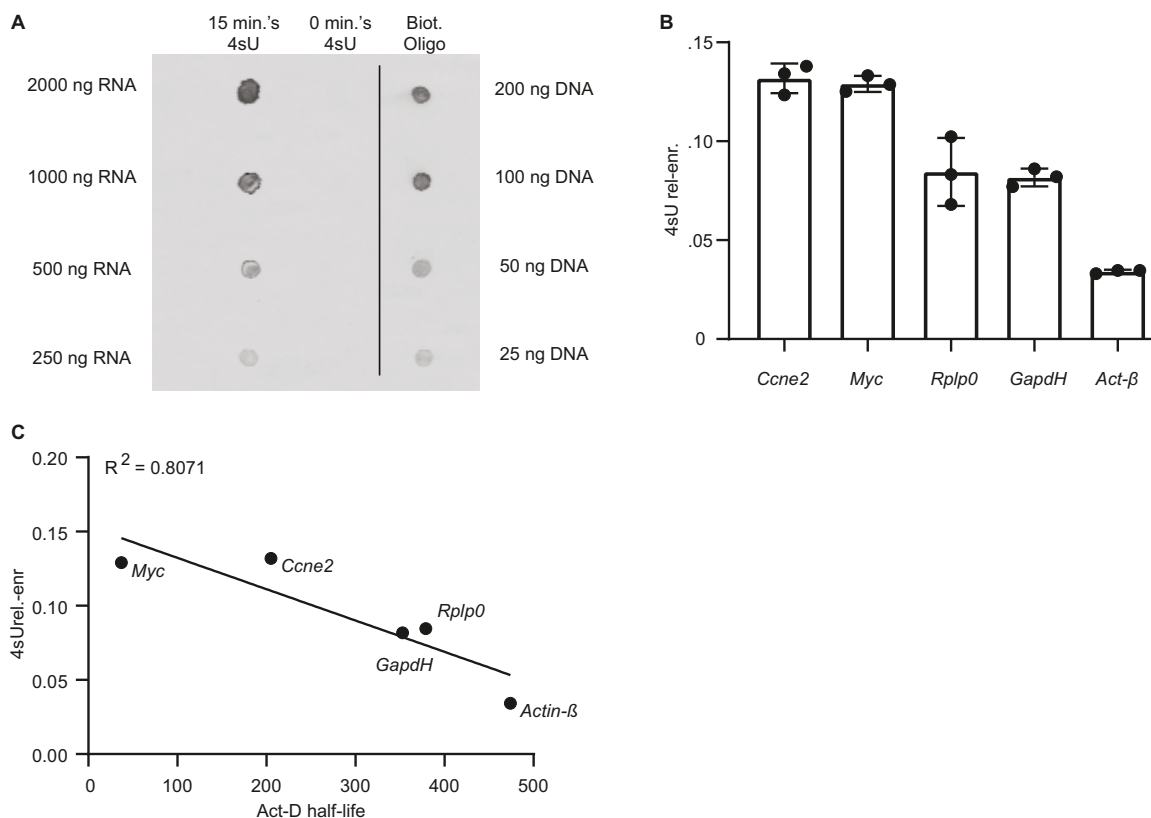 A
15 min.'s
4sU
0 min.'s
4sU
Biot.
Oligo
2000 ng RNA
200 ng DNA
1000 ng RNA
100 ng DNA
500 ng RNA
50 ng DNA
250 ng RNA
25 ng DNA
B
4sU rel-enr.
.15
.10
.05
0
Ccne2 Myc Rplp0 GapdH Act-β
C
R² = 0.8071
4sUrel.-enr
0.20
0.15
0.10
0.05
0.00
Myc
Ccne2
Rplp0
GapdH
Actin-ß
0 100 200 300 400 500
Act-D half-life